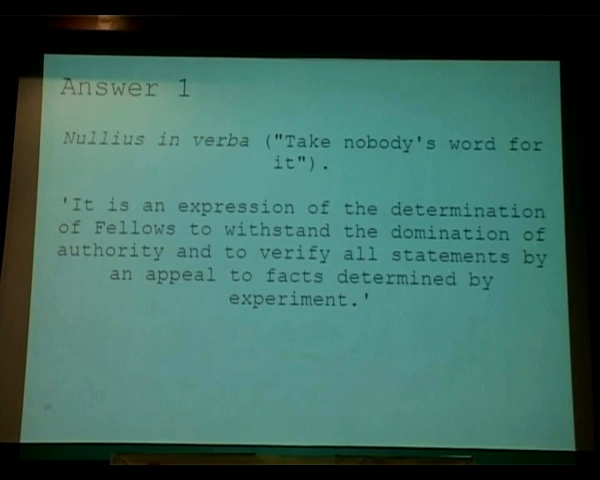 Answer 1
Nullius in verba ("Take nobody's word for
it").
'It is an expression of the determination
of Fellows to withstand the domination of
authority and to verify all statements by
an appeal to facts determined by
experiment.'